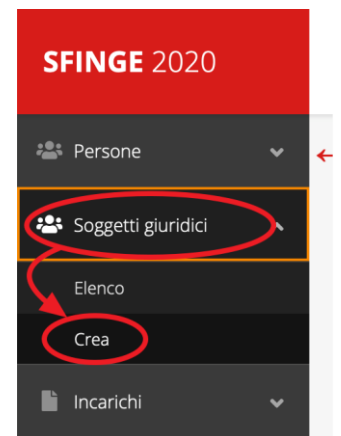 SFINGE 2020
Persone
Soggetti giuridici
Elenco
Crea
Incarichi